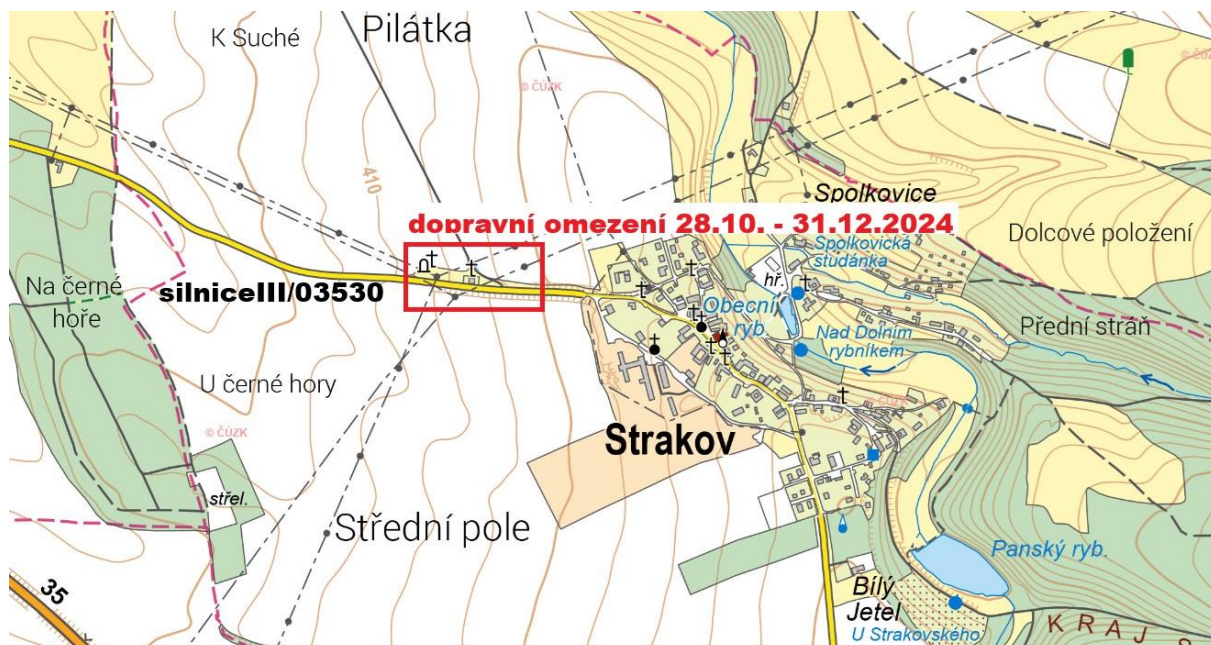 K Suché
Pilátka
© ČÚZK
410
dopravní omezení 28.10. - 31.12.2024
Spolkovice
Spolkovická
studánka
Dolcové položení
Na černé
hoře
silniceIII/03530
hř.
Obecní
ryb.
Nad Dolním
rybníkem
Přední stráň
U černé hory
© ČÚZK
© ČÚZK
Strakov
střel.
Střední pole
Panský ryb.
35
Bílý
Jetel
U Strakovského
KRAJ S